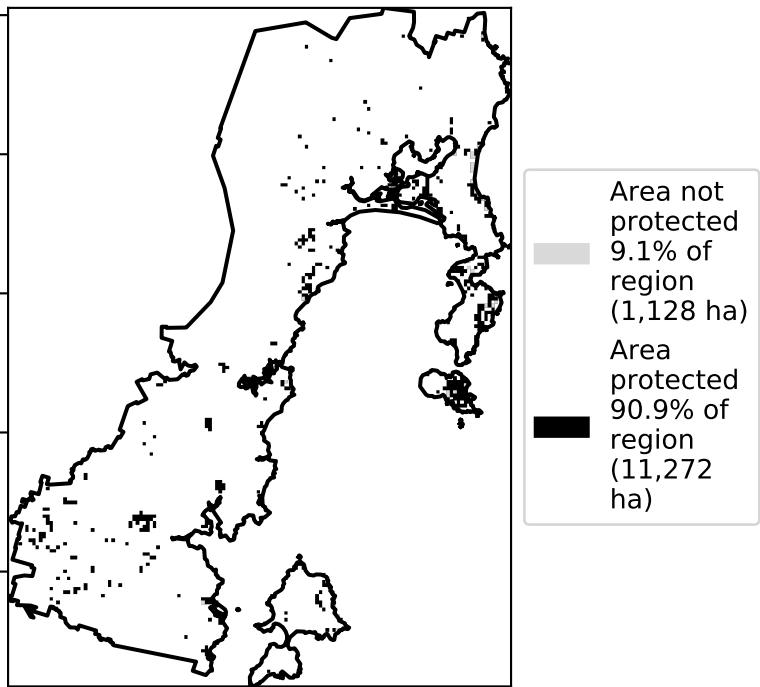 Area not
protected
9.1% of
region
(1,128 ha)
Area
protected
90.9% of
region
(11,272
ha)